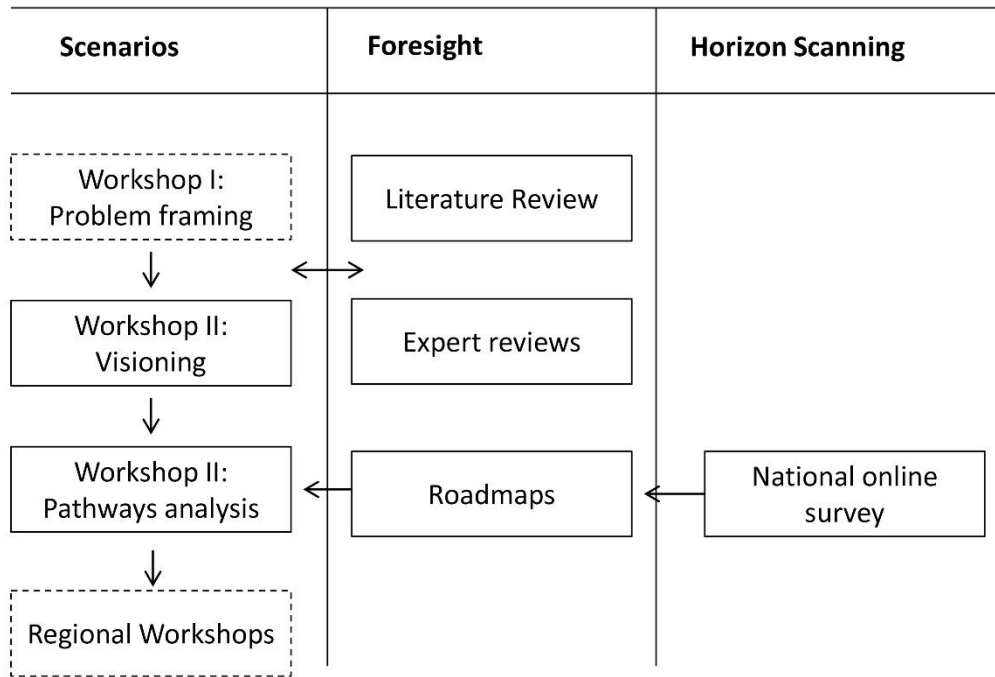 Scenarios
Foresight
Horizon Scanning
Workshop I:
Problem framing
Literature Review
Workshop II:
Visioning
Expert reviews
Workshop II:
Pathways analysis
Roadmaps
National online
survey
Regional Workshops